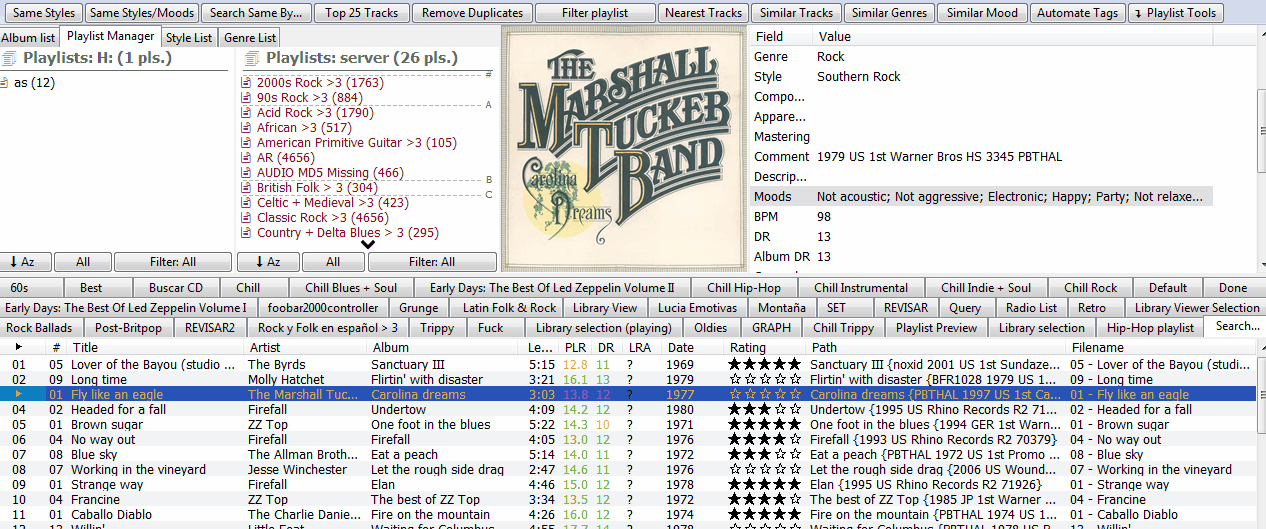 Same Styles Same Styles/Moods Search Same By... Top 25 Tracks Remove Duplicates Filter playlist Nearest Tracks Similar Tracks Similar Genres Similar Mood Automate Tags ↴ Playlist Tools
Album list Playlist Manager Style List Genre List
Playlists: H: (1 pls.)
as (12)
⭣ Az All Filter: All
Playlists: server (26 pls.)
#
2000s Rock >3 (1763)
90s Rock >3 (884)
A
Acid Rock >3 (1790)
African >3 (517)
American Primitive Guitar >3 (105)
AR (4656)
AUDIO MD5 Missing (466)
B
British Folk > 3 (304)
C
Celtic + Medieval >3 (423)
Classic Rock >3 (4656)
Country + Delta Blues > 3 (295)
⭣ Az All Filter: All
THE
MARSHALL
TUCKER
BAND
Carolina
Dreams
Field Value
Genre Rock
Style Southern Rock
Compo...
Appare...
Mastering
Comment 1979 US 1st Warner Bros HS 3345 PBTHAL
Descrip...
Moods Not acoustic; Not aggressive; Electronic; Happy; Party; Not relaxe...
BPM 98
DR 13
Album DR 13
60s Best Buscar CD Chill Chill Blues + Soul Early Days: The Best Of Led Zeppelin Volume II Chill Hip-Hop Chill Instrumental Chill Indie + Soul Chill Rock Default Done
Early Days: The Best Of Led Zeppelin Volume I foobar2000controller Grunge Latin Folk & Rock Library View Lucia Emotivas Montaña SET REVISAR Query Radio List Retro Library Viewer Selection
Rock Ballads Post-Britpop REVISAR2 Rock y Folk en español > 3 Trippy Fuck Library selection (playing) Oldies GRAPH Chill Trippy Playlist Preview Library selection Hip-Hop playlist Search...
# Title Artist Album Le... PLR DR LRA Date Rating Path Filename
01 05 Lover of the Bayou (studio ... The Byrds Sanctuary III 5:15 12.8 11 ? 1969 ★★★★★ Sanctuary III {noxid 2001 US 1st Sundaze... 05 - Lover of the Bayou (studi...
02 09 Long time Molly Hatchet Flirtin' with disaster 3:21 16.1 13 ? 1979 ☆☆☆☆☆ Flirtin' with disaster {BFR1028 1979 US 1... 09 - Long time
01 Fly like an eagle The Marshall Tuc... Carolina dreams 3:03 13.8 12 ? 1977 ☆☆☆☆☆ Carolina dreams {PBTHAL 1997 US 1st Ca... 01 - Fly like an eagle
04 02 Headed for a fall Firefall Undertow 4:09 14.2 12 ? 1980 ★★★☆☆ Undertow {1995 US Rhino Records R2 71... 02 - Headed for a fall
05 01 Brown sugar ZZ Top One foot in the blues 5:22 14.3 10 ? 1971 ★★★★★ One foot in the blues {1994 GER 1st Warn... 01 - Brown sugar
06 04 No way out Firefall Firefall 4:05 13.0 12 ? 1976 ★★★★☆ Firefall {1993 US Rhino Records R2 70379} 04 - No way out
07 08 Blue sky The Allman Broth... Eat a peach 5:14 14.0 11 ? 1972 ★★★☆☆ Eat a peach {PBTHAL 1972 US 1st Promo ... 08 - Blue sky
08 07 Working in the vineyard Jesse Winchester Let the rough side drag 2:47 14.6 11 ? 1976 ☆☆☆☆☆ Let the rough side drag {2006 US Wound... 07 - Working in the vineyard
09 01 Strange way Firefall Elan 4:46 15.0 12 ? 1978 ★★★★★ Elan {1995 US Rhino Records R2 71926} 01 - Strange way
10 04 Francine ZZ Top The best of ZZ Top 3:34 13.5 12 ? 1972 ★★★★☆ The best of ZZ Top {1985 JP 1st Warner ... 04 - Francine
11 01 Caballo Diablo The Charlie Danie... Fire on the mountain 4:26 16.0 12 ? 1974 ★★★★★ Fire on the mountain {PBTHAL 1974 US 1... 01 - Caballo Diablo